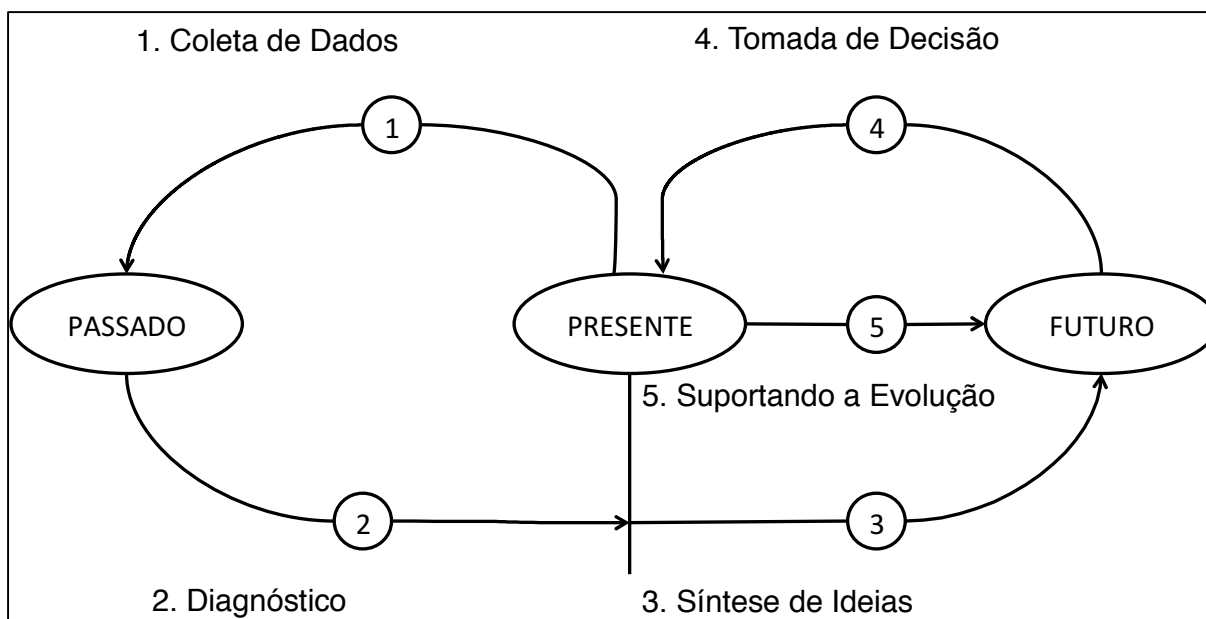 1. Coleta de Dados
4. Tomada de Decisão
1
4
PASSADO
PRESENTE
5
FUTURO
5. Suportando a Evolução
2
3
2. Diagnóstico
3. Síntese de Ideias